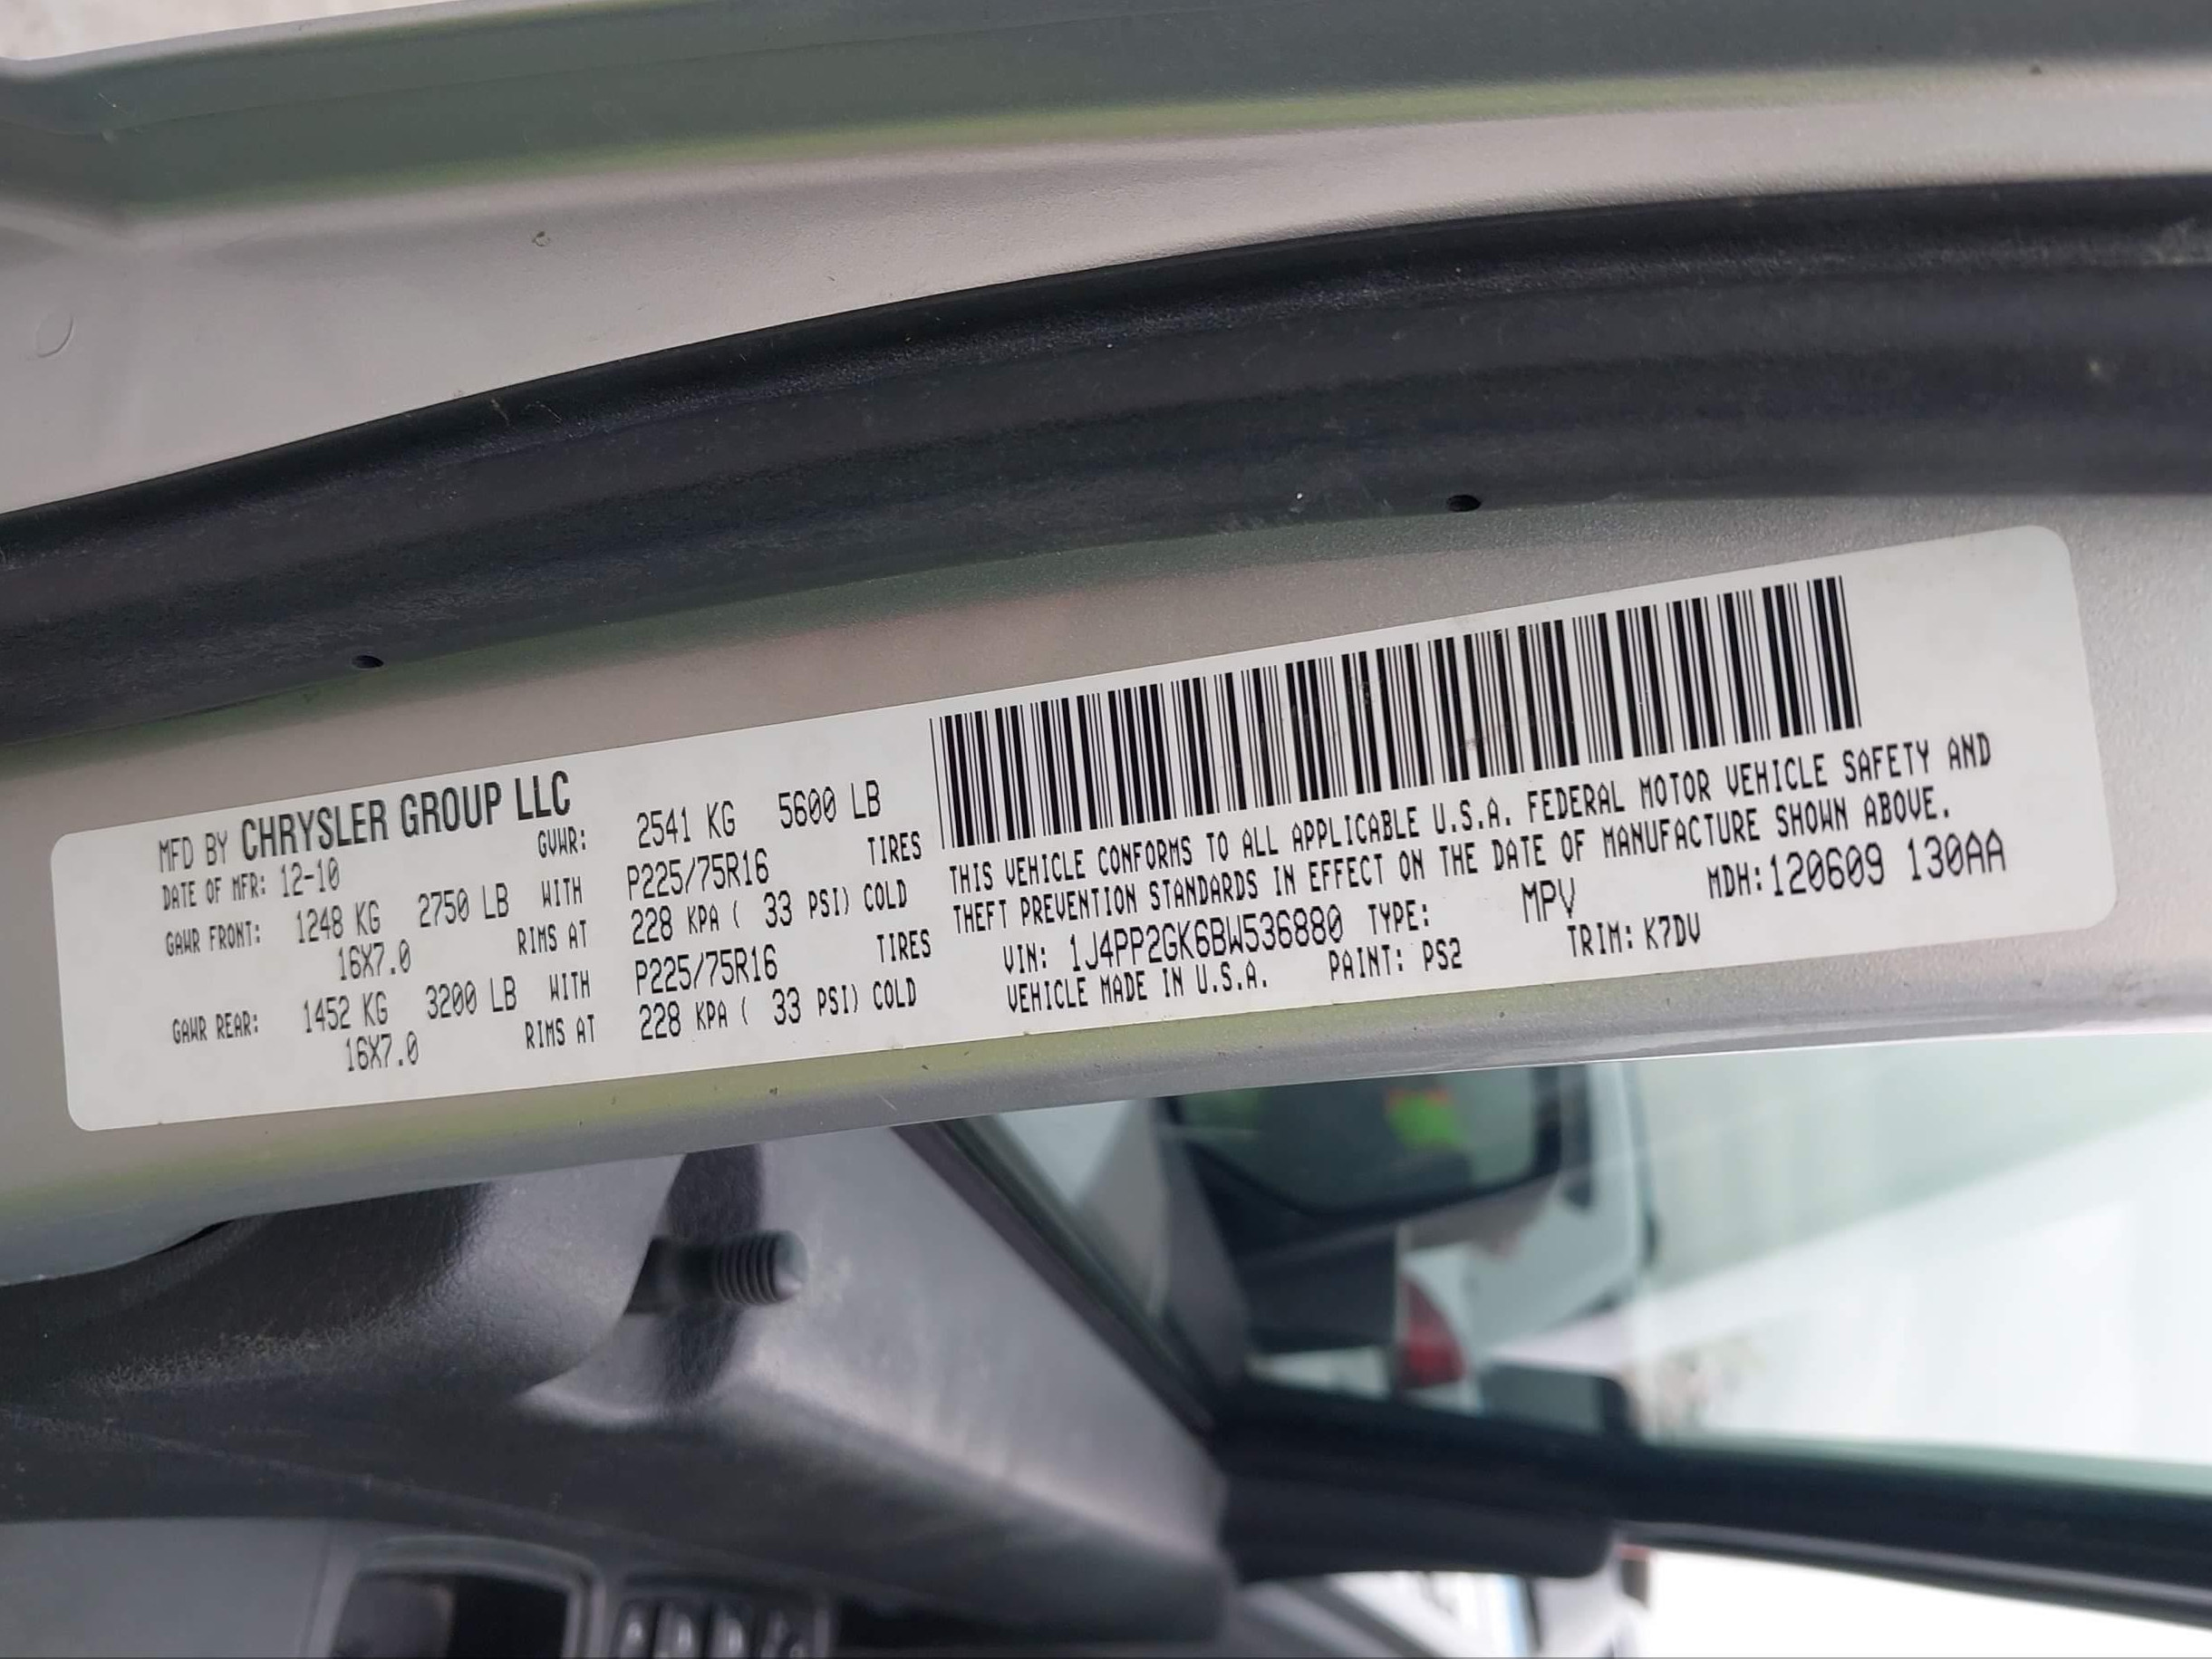 MFD BY CHRYSLER GROUP LLC
DATE OF MFR: 12-10 GVWR: 2541 KG 5600 LB
GAWR FRONT: 1248 KG 2750 LB WITH P225/75R16 TIRES
16X7.0 RIMS AT 228 KPA ( 33 PSI) COLD
GAWR REAR: 1452 KG 3200 LB WITH P225/75R16 TIRES
16X7.0 RIMS AT 228 KPA ( 33 PSI) COLD
THIS VEHICLE CONFORMS TO ALL APPLICABLE U.S.A. FEDERAL MOTOR VEHICLE SAFETY AND
THEFT PREVENTION STANDARDS IN EFFECT ON THE DATE OF MANUFACTURE SHOWN ABOVE.
MDH: 120609 130AA
VIN: 1J4PP2GK6BW536880 TYPE: MPV
VEHICLE MADE IN U.S.A. PAINT: PS2 TRIM: K7DV